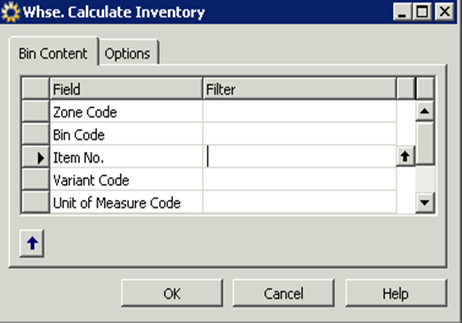 Whse. Calculate Inventory
Bin Content Options
Field Filter
Zone Code
Bin Code
Item No.
Variant Code
Unit of Measure Code
OK Cancel Help